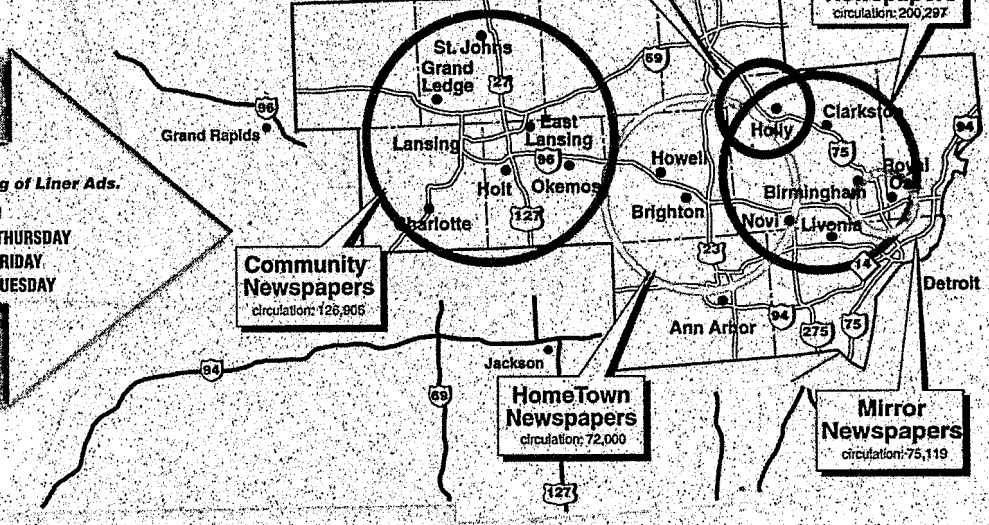 Newspapers
circulation: 200,297
St. Johns
Grand
Ledge
27
69
96
Grand Rapids
Lansing
East
Lansing
96
Holt
Okemos
127
Charlotte
Howell
Brighton
23
Holly
Clarkston
75
94
Royal
Oak
Birmingham
Novi
Livonia
14
Detroit
g of Liner Ads.
THURSDAY
RIDAY
UESDAY
Community
Newspapers
circulation: 126,906
Ann Arbor
94
275
75
Jackson
94
69
127
HomeTown
Newspapers
circulation: 72,000
Mirror
Newspapers
circulation: 75,119